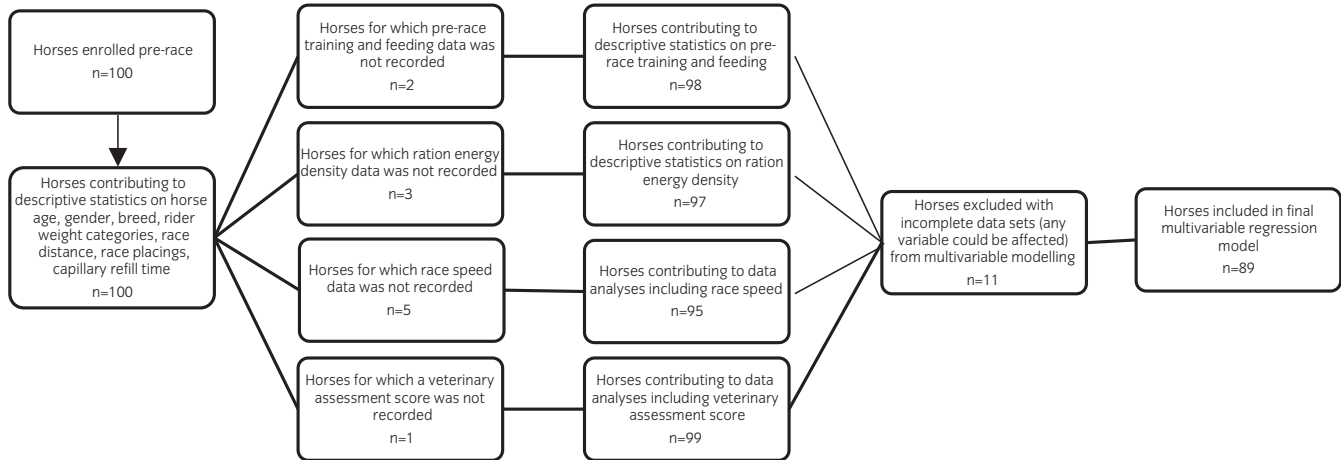 Horses enrolled pre-race
n=100
Horses contributing to
descriptive statistics on horse
age, gender, breed, rider
weight categories, race
distance, race placings,
capillary refill time
n=100
Horses for which pre-race
training and feeding data was
not recorded
n=2
Horses contributing to
descriptive statistics on pre-
race training and feeding
n=98
Horses for which ration energy
density data was not recorded
n=3
Horses contributing to
descriptive statistics on ration
energy density
n=97
Horses for which race speed
data was not recorded
n=5
Horses contributing to data
analyses including race speed
n=95
Horses for which a veterinary
assessment score was not
recorded
n=1
Horses contributing to data
analyses including veterinary
assessment score
n=99
Horses excluded with
incomplete data sets (any
variable could be affected)
from multivariable modelling
n=11
Horses included in final
multivariable regression
model
n=89